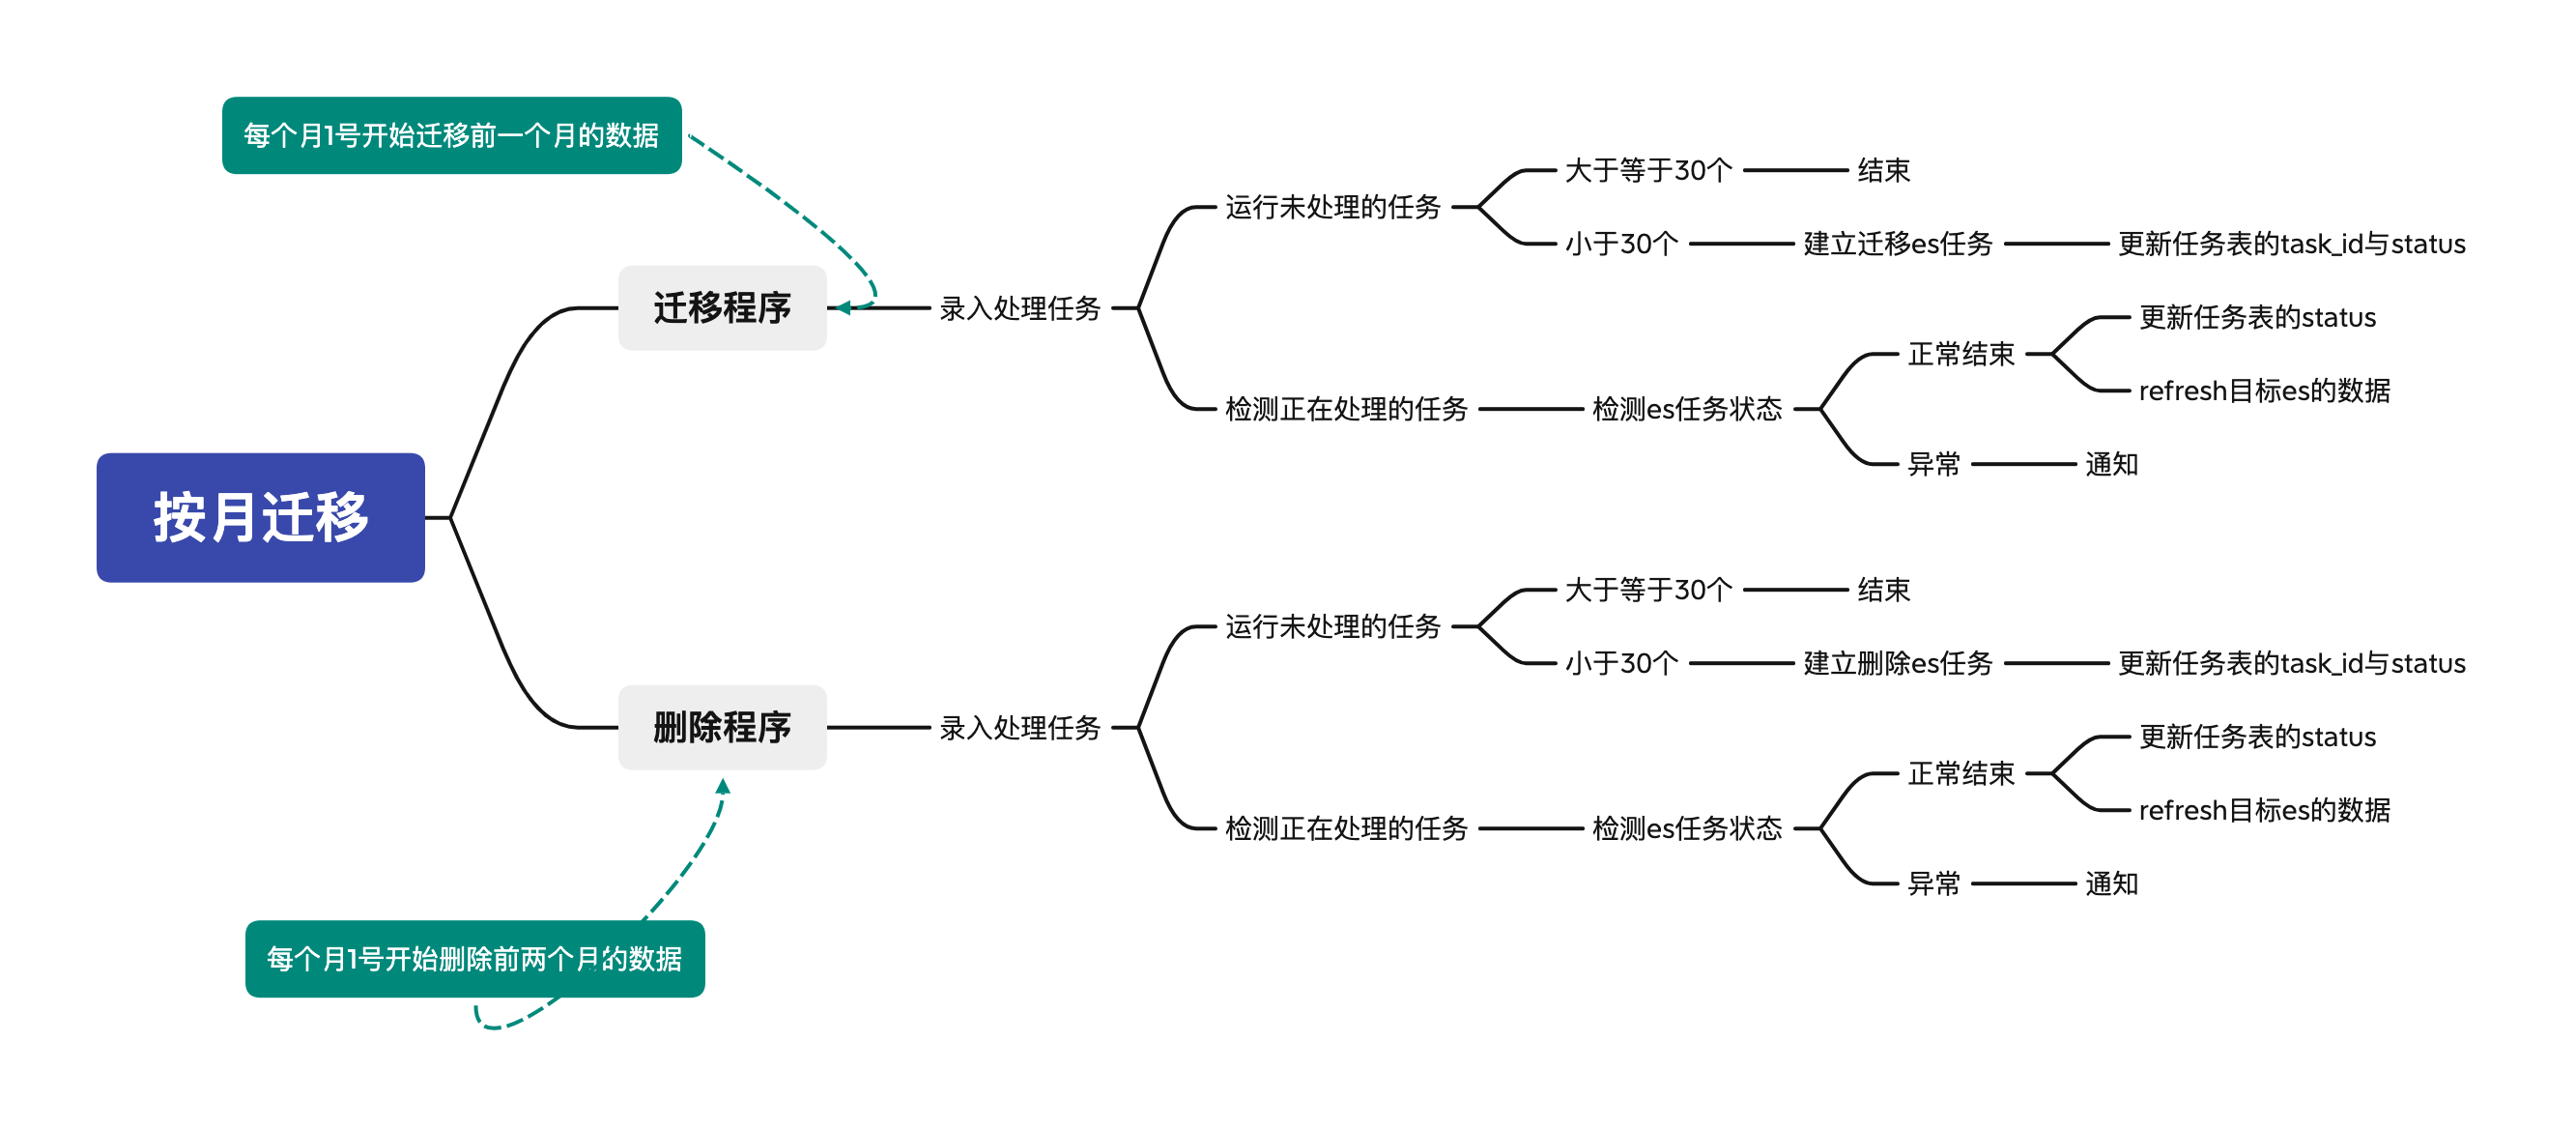 每个月1号开始迁移前一个月的数据
按月迁移
迁移程序
录入处理任务
运行未处理的任务
大于等于30个
结束
小于30个
建立迁移es任务
更新任务表的task_id与status
检测正在处理的任务
检测es任务状态
正常结束
更新任务表的status
refresh目标es的数据
异常
通知
删除程序
录入处理任务
运行未处理的任务
大于等于30个
结束
小于30个
建立删除es任务
更新任务表的task_id与status
检测正在处理的任务
检测es任务状态
正常结束
更新任务表的status
refresh目标es的数据
异常
通知
每个月1号开始删除前两个月的数据